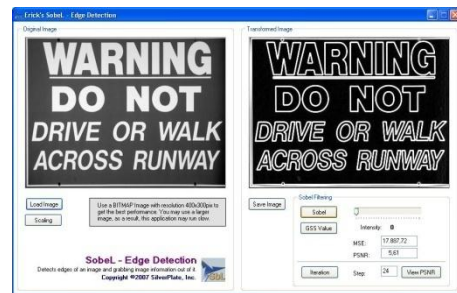 Erick's SobeL - Edge Detection
Original Image
WARNING
DO NOT
DRIVE OR WALK
ACROSS RUNWAY
Load Image
Scaling
Use a BITMAP Image with resolution 400x300px to
get the best performance. You may use a larger
image, as a result, this application may run slow.
SobeL - Edge Detection
Detects edges of an image and grabbing image information out of it.
Copyright ©2007 SilverPlate, Inc.
SobL
Transformed Image
WARNING
DO NOT
DRIVE OR WALK
ACROSS RUNWAY
Save Image
Sobel Filtering
Sobel
GSS Value
Intensity: 0
MSE: 17.887,72
PSNR: 5,61
Iteration
Step: 24
View PSNR